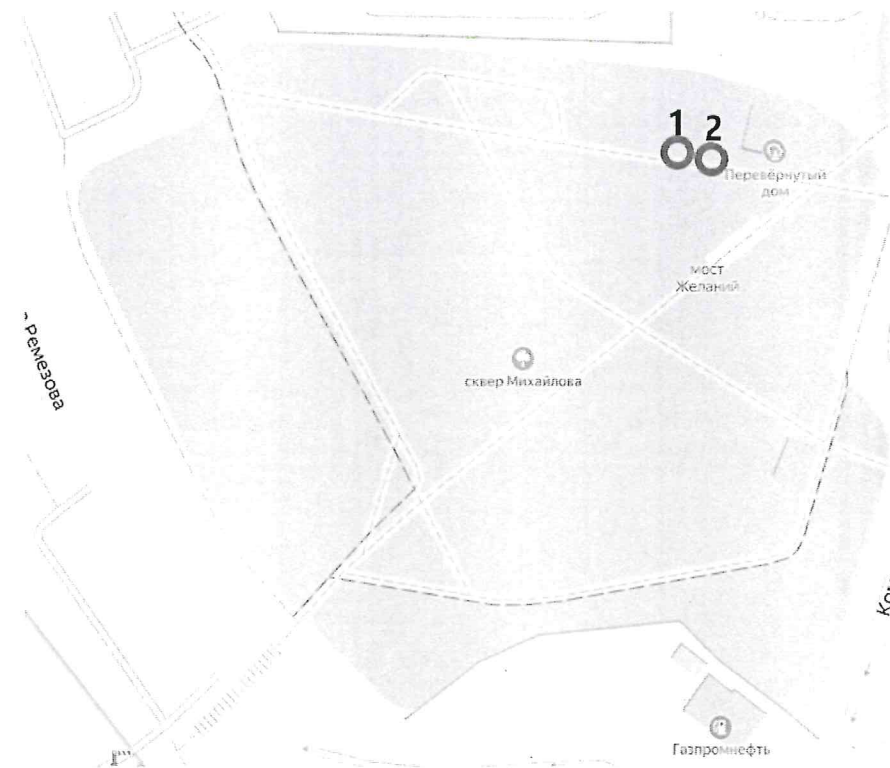 1 2
Перевёрнутый
дом
мост
Желаний
Ремезова
сквер Михайлова
Газпромнефть